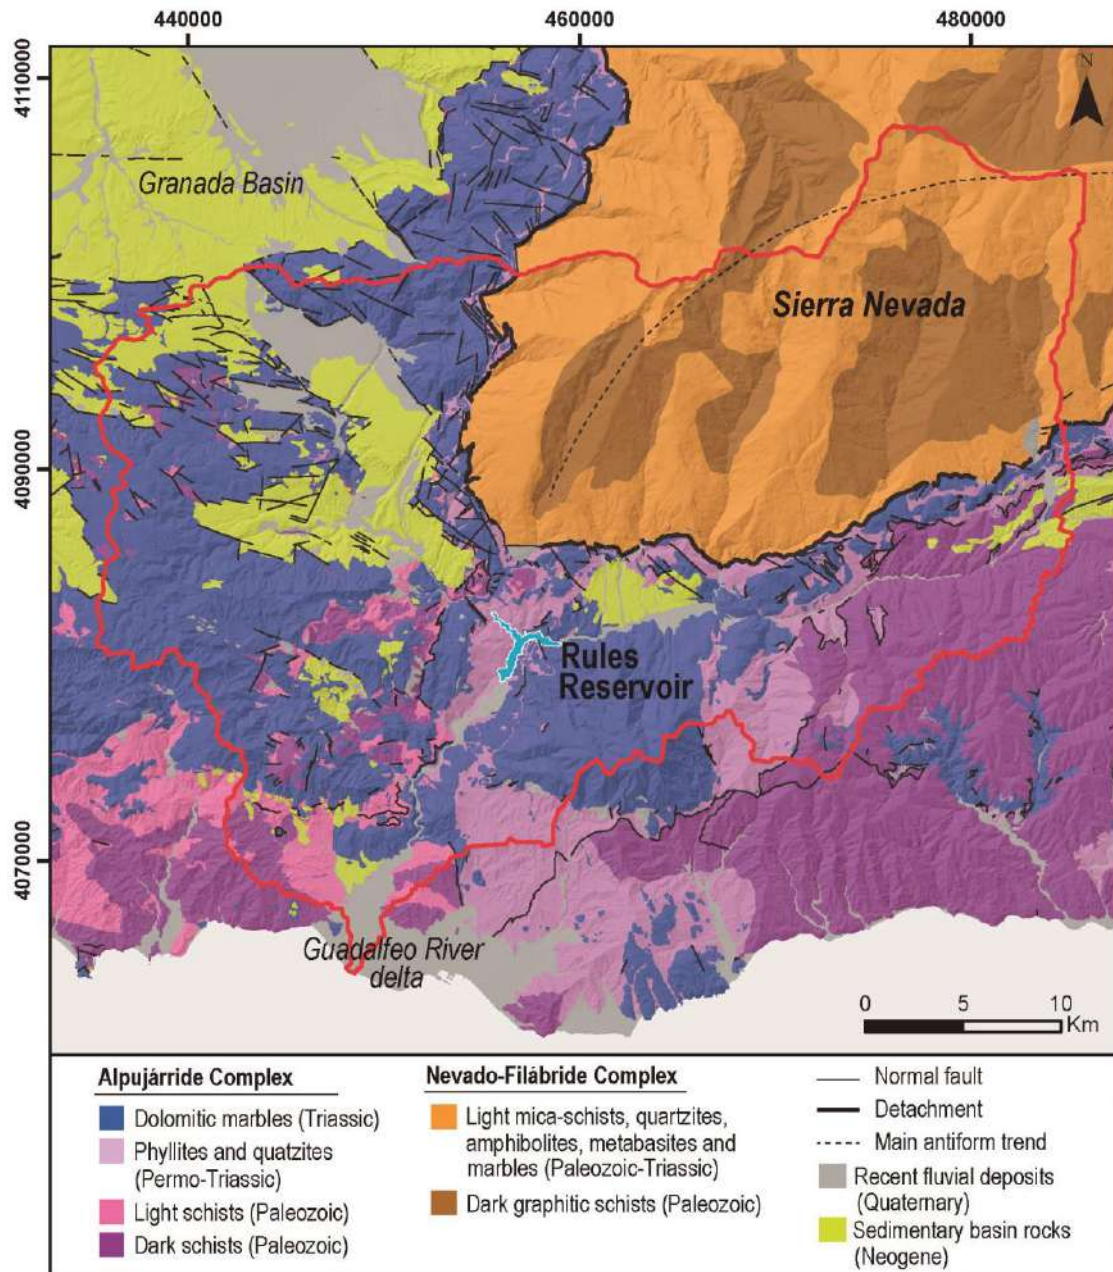 440000
460000
480000
4110000
N
Granada Basin
Sierra Nevada
4090000
Rules
Reservoir
4070000
Guadalfeo River
delta
0 5 10
Km
Alpujárride Complex
Dolomitic marbles (Triassic)
Phyllites and quatzites
(Permo-Triassic)
Light schists (Paleozoic)
Dark schists (Paleozoic)
Nevado-Filábride Complex
Light mica-schists, quartzites,
amphibolites, metabasites and
marbles (Paleozoic-Triassic)
Dark graphitic schists (Paleozoic)
Normal fault
Detachment
Main antiform trend
Recent fluvial deposits
(Quaternary)
Sedimentary basin rocks
(Neogene)